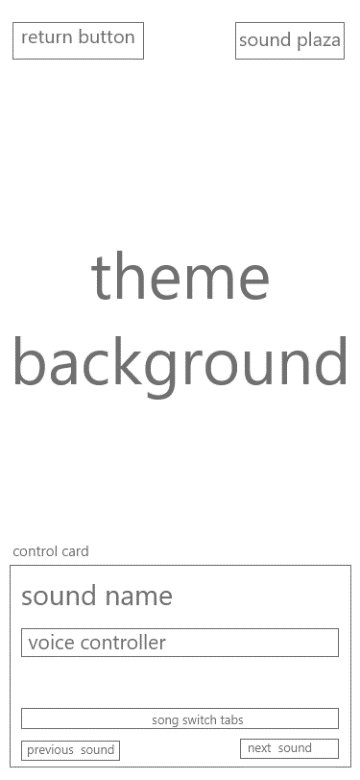 return button
sound plaza
theme
background
control card
sound name
voice controller
song switch tabs
previous sound
next sound